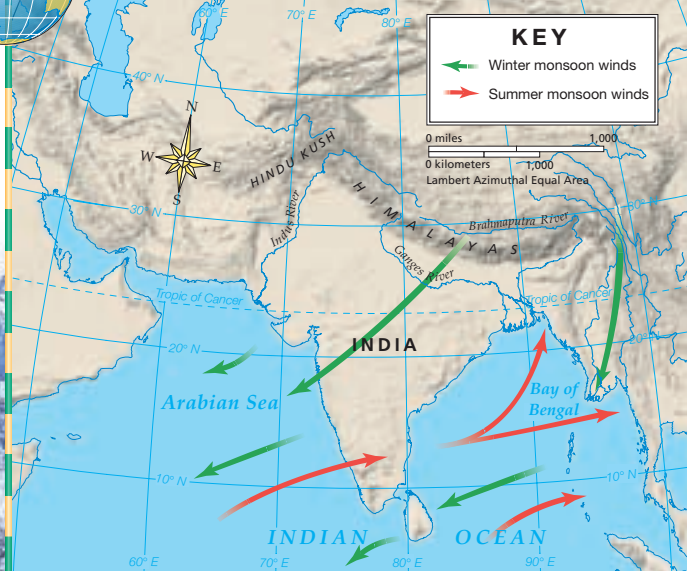 60° E
70° E
80° E
KEY
Winter monsoon winds
Summer monsoon winds
40° N
N
W
E
S
0 miles
1,000
0 kilometers
1,000
Lambert Azimuthal Equal Area
HINDU KUSH
HIMALAYAS
30° N
Indus River
Brahmaputra River
Ganges River
Tropic of Cancer
Tropic of Cancer
20° N
INDIA
20° N
Arabian Sea
Bay of
Bengal
10° N
10° N
INDIAN
OCEAN
60° E
70° E
80° E
90° E